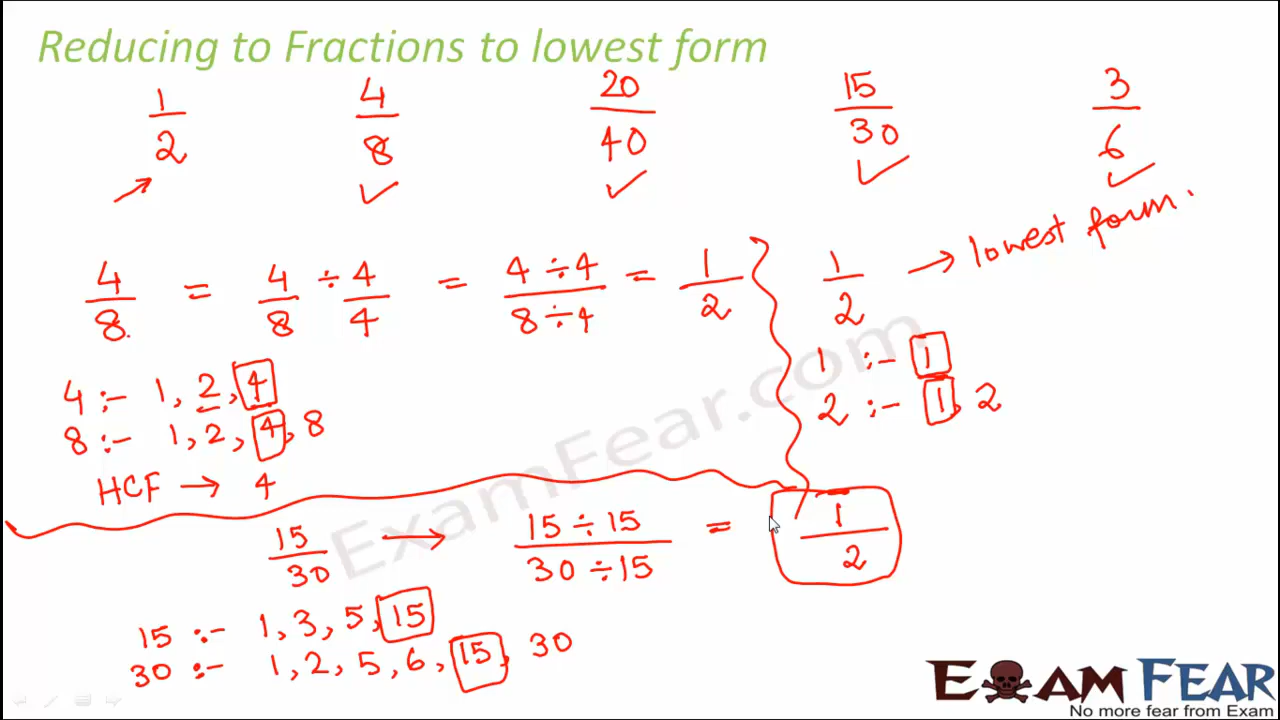 Reducing to Fractions to lowest form
1/2 4/8 20/40 15/30 3/6
4/8 = 4/8 ÷ 4/4 = 4÷4/8÷4 = 1/2
1/2 → lowest form.
4 :- 1, 2, 4
8 :- 1, 2, 4, 8
HCF → 4
1 :- 1
2 :- 1, 2
15/30 → 15÷15/30÷15 = 1/2
15 :- 1, 3, 5, 15
30 :- 1, 2, 5, 6, 15, 30
ExamFear.com
EXAMFEAR
No more fear from Exam